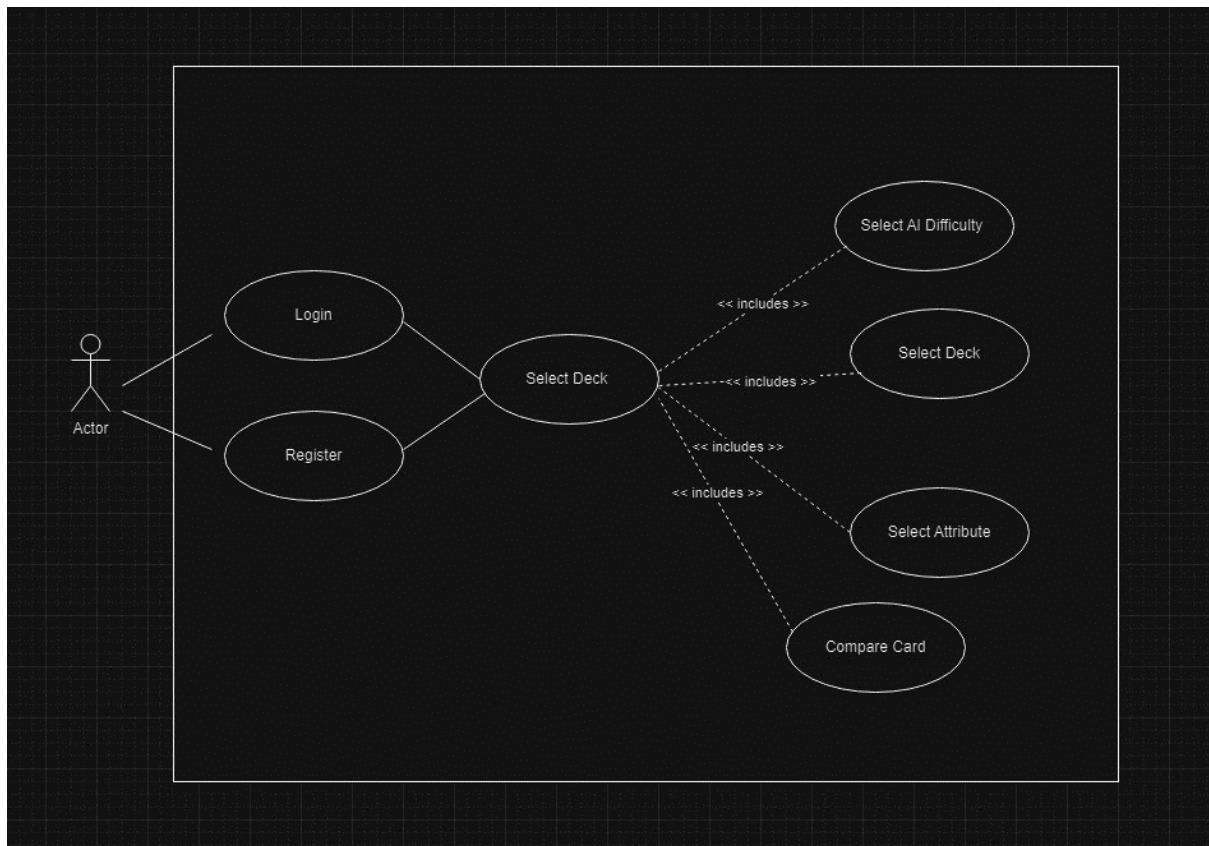 Select AI Difficulty
<< includes >>
Login
Select Deck
Select Deck
<< includes >>
Actor
<< includes >>
Register
<< includes >>
Select Attribute
Compare Card